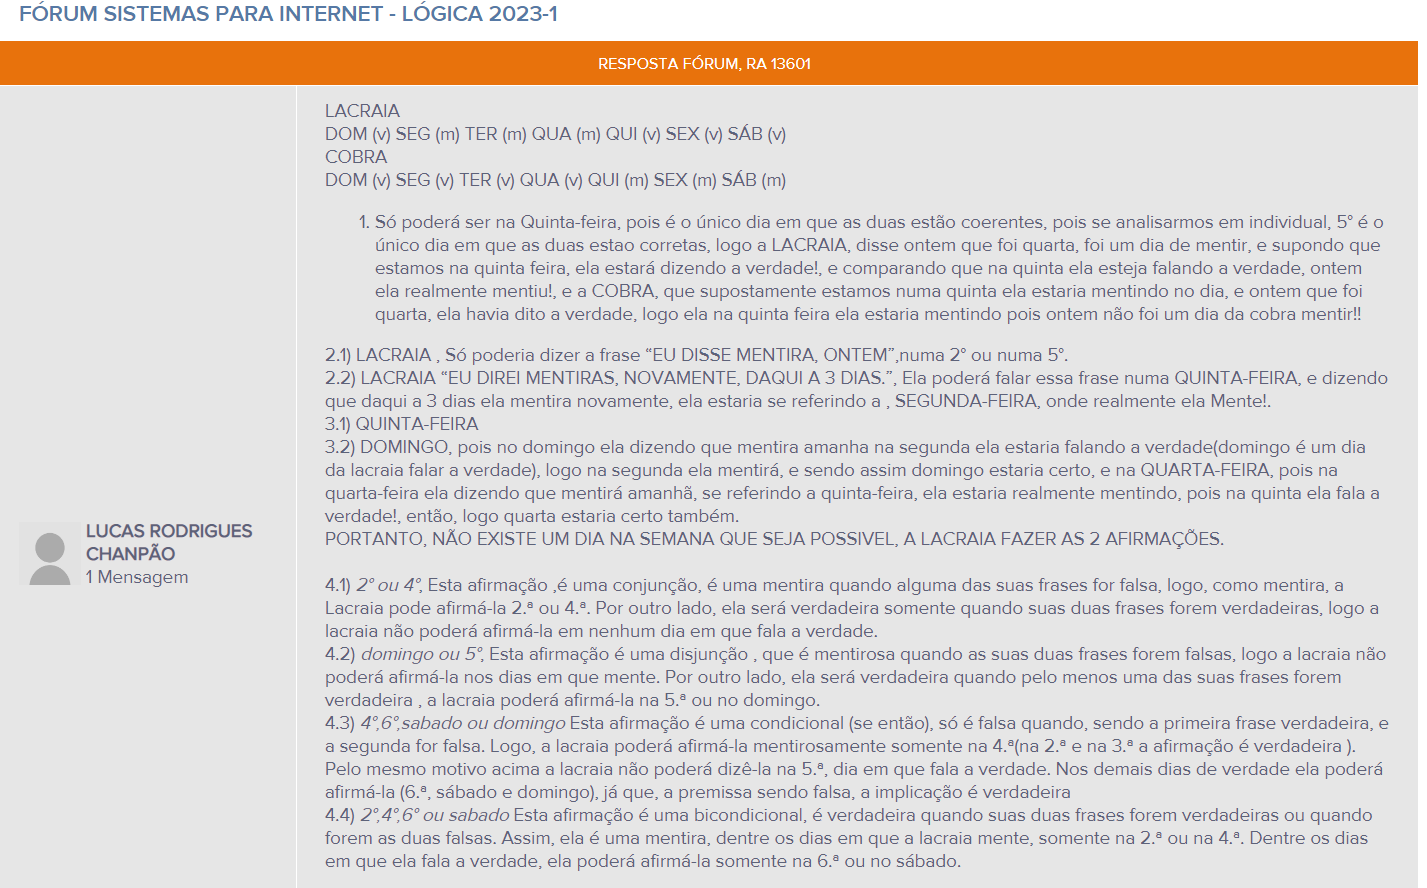 FÓRUM SISTEMAS PARA INTERNET - LÓGICA 2023-1
RESPOSTA FÓRUM, RA 13601
LACRAIA
DOM (v) SEG (m) TER (m) QUA (m) QUI (v) SEX (v) SÁB (v)
COBRA
DOM (v) SEG (v) TER (v) QUA (v) QUI (m) SEX (m) SÁB (m)
1. Só poderá ser na Quinta-feira, pois é o único dia em que as duas estão coerentes, pois se analisarmos em individual, 5° é o
único dia em que as duas estao corretas, logo a LACRAIA, disse ontem que foi quarta, foi um dia de mentir, e supondo que
estamos na quinta feira, ela estará dizendo a verdade!, e comparando que na quinta ela esteja falando a verdade, ontem
ela realmente mentiu!, e a COBRA, que supostamente estamos numa quinta ela estaria mentindo no dia, e ontem que foi
quarta, ela havia dito a verdade, logo ela na quinta feira ela estaria mentindo pois ontem não foi um dia da cobra mentir!!
2.1) LACRAIA , Só poderia dizer a frase “EU DISSE MENTIRA, ONTEM”,numa 2° ou numa 5°.
2.2) LACRAIA “EU DIREI MENTIRAS, NOVAMENTE, DAQUI A 3 DIAS.”, Ela poderá falar essa frase numa QUINTA-FEIRA, e dizendo
que daqui a 3 dias ela mentira novamente, ela estaria se referindo a , SEGUNDA-FEIRA, onde realmente ela Mente!.
3.1) QUINTA-FEIRA
3.2) DOMINGO, pois no domingo ela dizendo que mentira amanha na segunda ela estaria falando a verdade(domingo é um dia
da lacraia falar a verdade), logo na segunda ela mentirá, e sendo assim domingo estaria certo, e na QUARTA-FEIRA, pois na
quarta-feira ela dizendo que mentirá amanhã, se referindo a quinta-feira, ela estaria realmente mentindo, pois na quinta ela fala a
verdade!, então, logo quarta estaria certo também.
PORTANTO, NÃO EXISTE UM DIA NA SEMANA QUE SEJA POSSIVEL, A LACRAIA FAZER AS 2 AFIRMAÇÕES.
LUCAS RODRIGUES
CHANPÃO
1 Mensagem
4.1) 2° ou 4°, Esta afirmação ,é uma conjunção, é uma mentira quando alguma das suas frases for falsa, logo, como mentira, a
Lacraia pode afirmá-la 2.ª ou 4.ª. Por outro lado, ela será verdadeira somente quando suas duas frases forem verdadeiras, logo a
lacraia não poderá afirmá-la em nenhum dia em que fala a verdade.
4.2) domingo ou 5°, Esta afirmação é uma disjunção , que é mentirosa quando as suas duas frases forem falsas, logo a lacraia não
poderá afirmá-la nos dias em que mente. Por outro lado, ela será verdadeira quando pelo menos uma das suas frases forem
verdadeira , a lacraia poderá afirmá-la na 5.ª ou no domingo.
4.3) 4°,6°,sabado ou domingo Esta afirmação é uma condicional (se então), só é falsa quando, sendo a primeira frase verdadeira, e
a segunda for falsa. Logo, a lacraia poderá afirmá-la mentirosamente somente na 4.ª(na 2.ª e na 3.ª a afirmação é verdadeira ).
Pelo mesmo motivo acima a lacraia não poderá dizê-la na 5.ª, dia em que fala a verdade. Nos demais dias de verdade ela poderá
afirmá-la (6.ª, sábado e domingo), já que, a premissa sendo falsa, a implicação é verdadeira
4.4) 2°,4°,6° ou sabado Esta afirmação é uma bicondicional, é verdadeira quando suas duas frases forem verdadeiras ou quando
forem as duas falsas. Assim, ela é uma mentira, dentre os dias em que a lacraia mente, somente na 2.ª ou na 4.ª. Dentre os dias
em que ela fala a verdade, ela poderá afirmá-la somente na 6.ª ou no sábado.